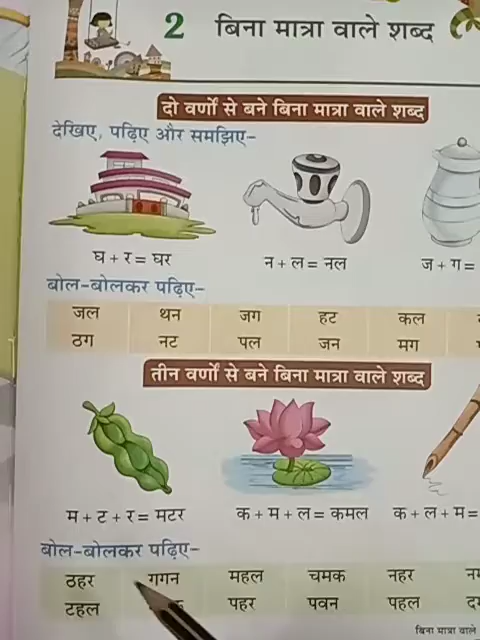 2 बिना मात्रा वाले शब्द
दो वर्णों से बने बिना मात्रा वाले शब्द
देखिए, पढ़िए और समझिए-
घ + र = घर न + ल = नल ज + ग =
बोल-बोलकर पढ़िए-
जल थन जग हट कल
ठग नट पल जन मग
तीन वर्णों से बने बिना मात्रा वाले शब्द
म + ट + र = मटर क + म + ल = कमल क + ल + म =
बोल-बोलकर पढ़िए-
ठहर गगन महल चमक नहर
टहल पहर पवन पहल
बिना मात्रा वाले